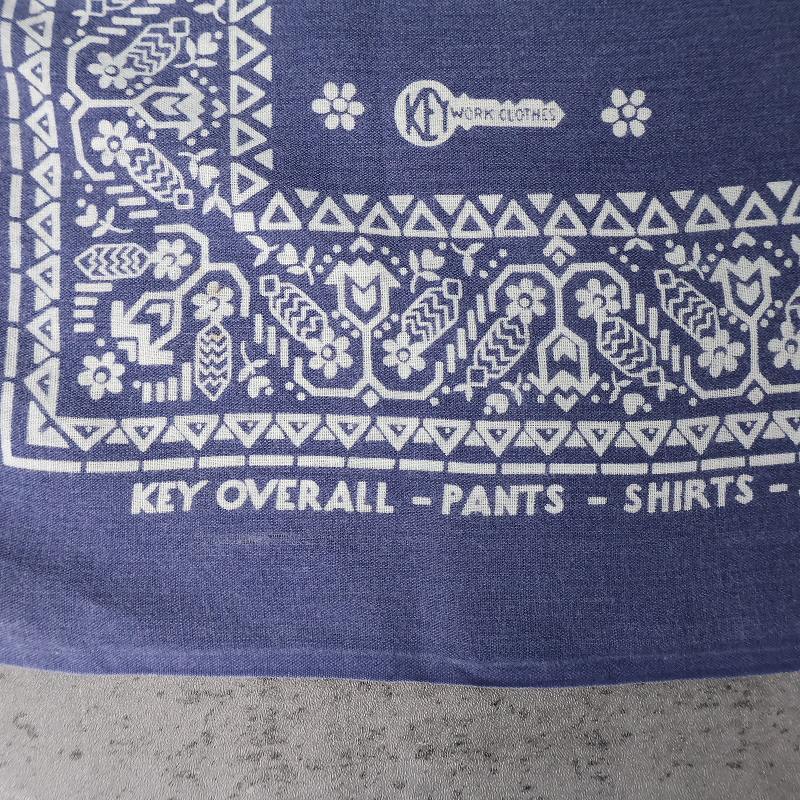 KEY WORK CLOTHES
KEY OVERALL - PANTS - SHIRTS -